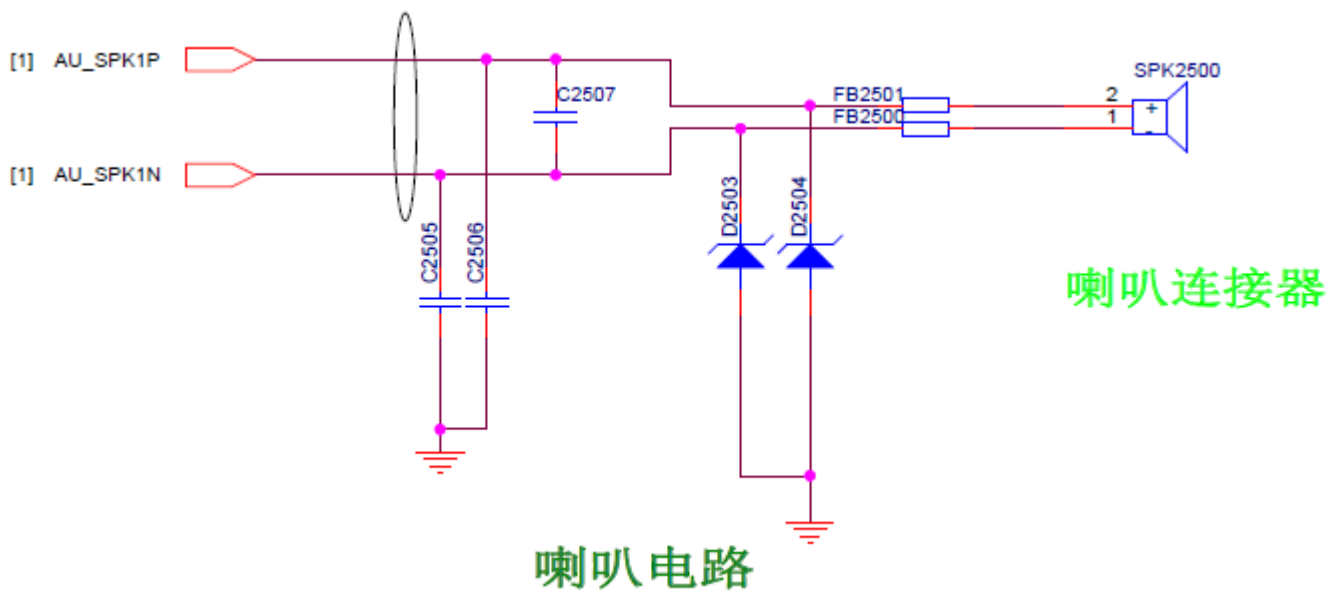 [1] AU_SPK1P
C2507
SPK2500
FB2501
2
+
FB2500
1
-
[1] AU_SPK1N
C2505
C2506
D2503
D2504
喇叭连接器
喇叭电路